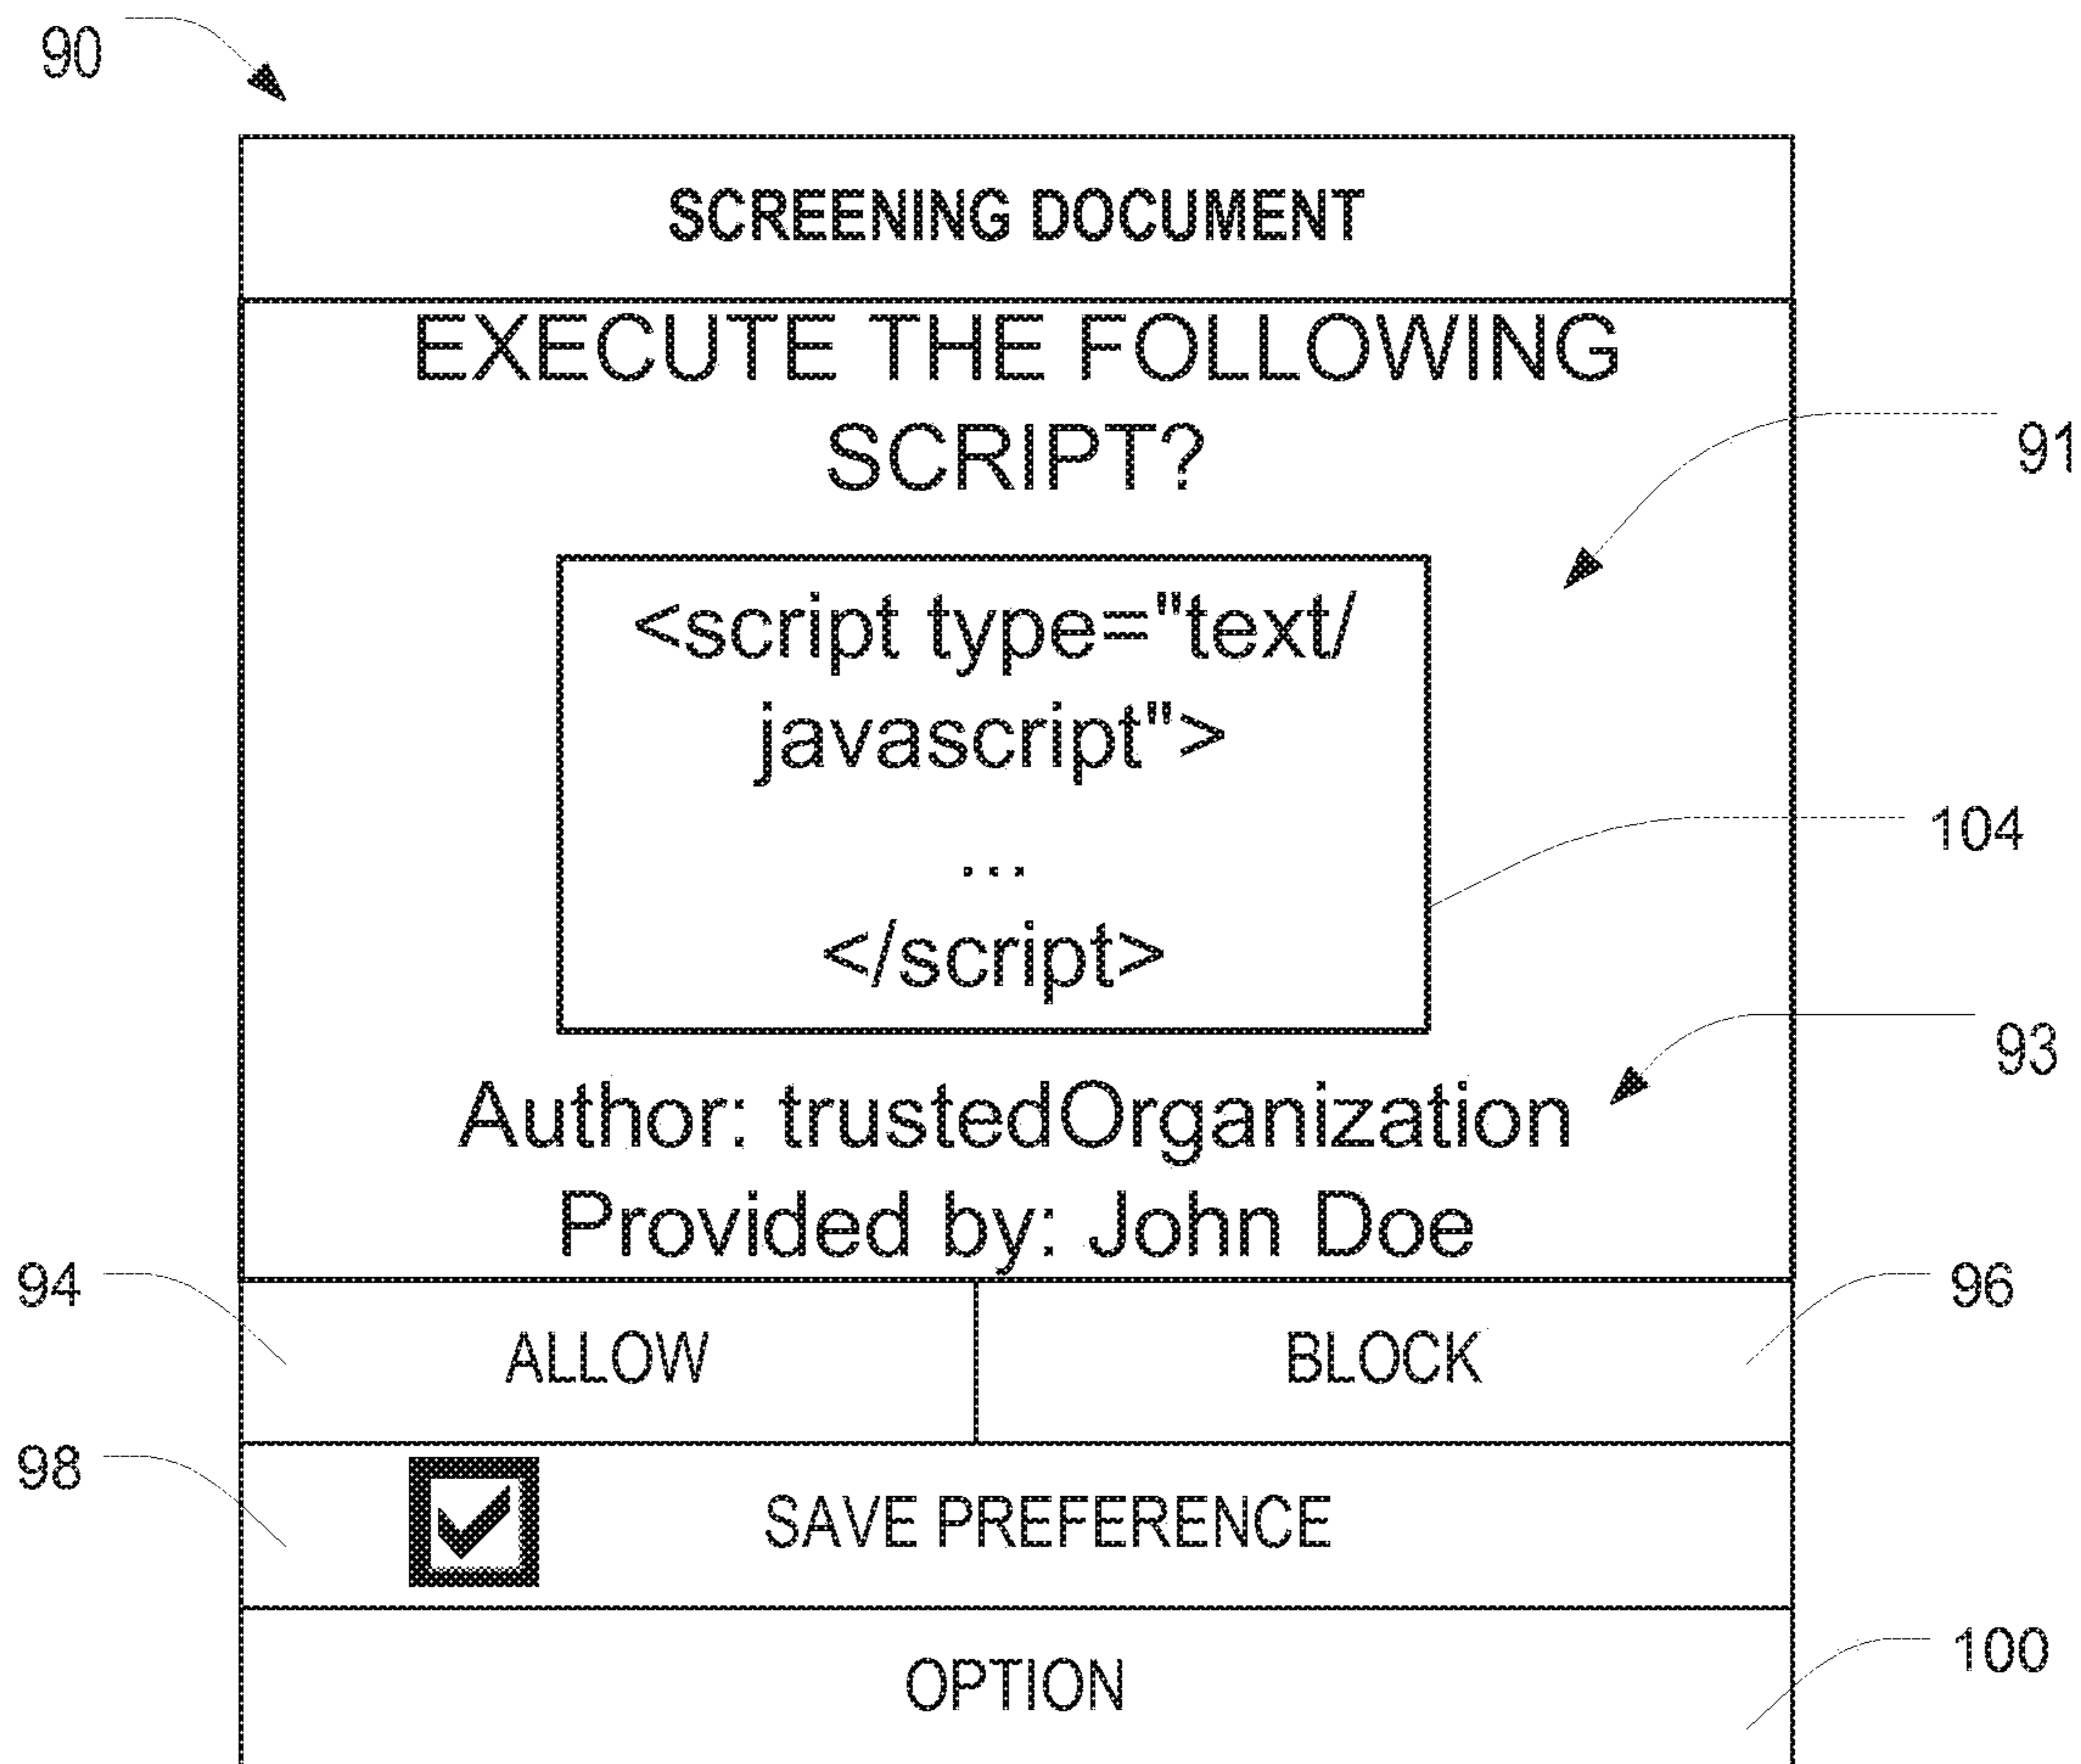 90
SCREENING DOCUMENT
EXECUTE THE FOLLOWING
SCRIPT?
91
<script type="text/
javascript">
...
</script>
104
93
Author: trustedOrganization
Provided by: John Doe
94
ALLOW
BLOCK
96
98
SAVE PREFERENCE
OPTION
100